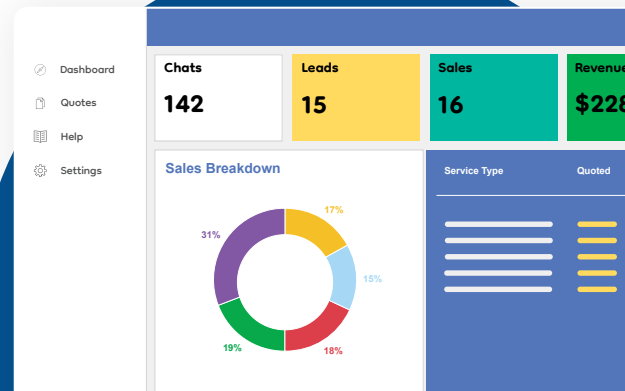 Dashboard
Quotes
Help
Settings
Chats
142
Leads
15
Sales
16
Revenue
$228
Sales Breakdown
17%
31%
15%
19%
18%
Service Type
Quoted